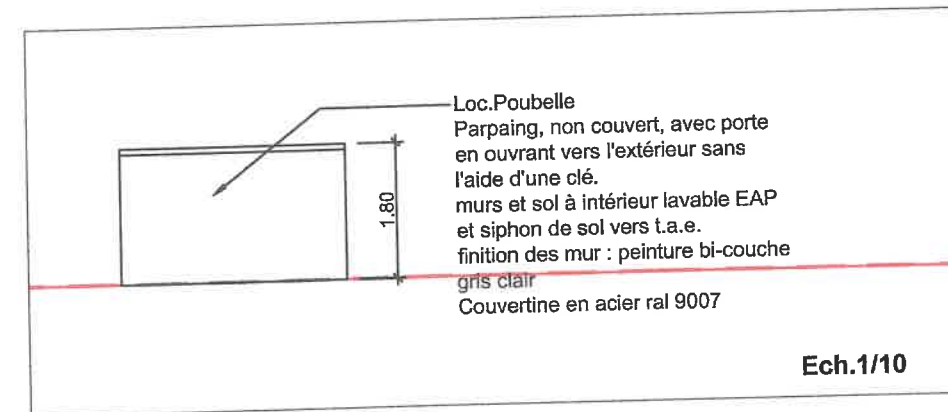 Loc.Poubelle
Parpaing, non couvert, avec porte
en ouvrant vers l'extérieur sans
l'aide d'une clé.
murs et sol à intérieur lavable EAP
et siphon de sol vers t.a.e.
finition des mur : peinture bi-couche
gris clair
Couvertine en acier ral 9007
1.80
Ech.1/10